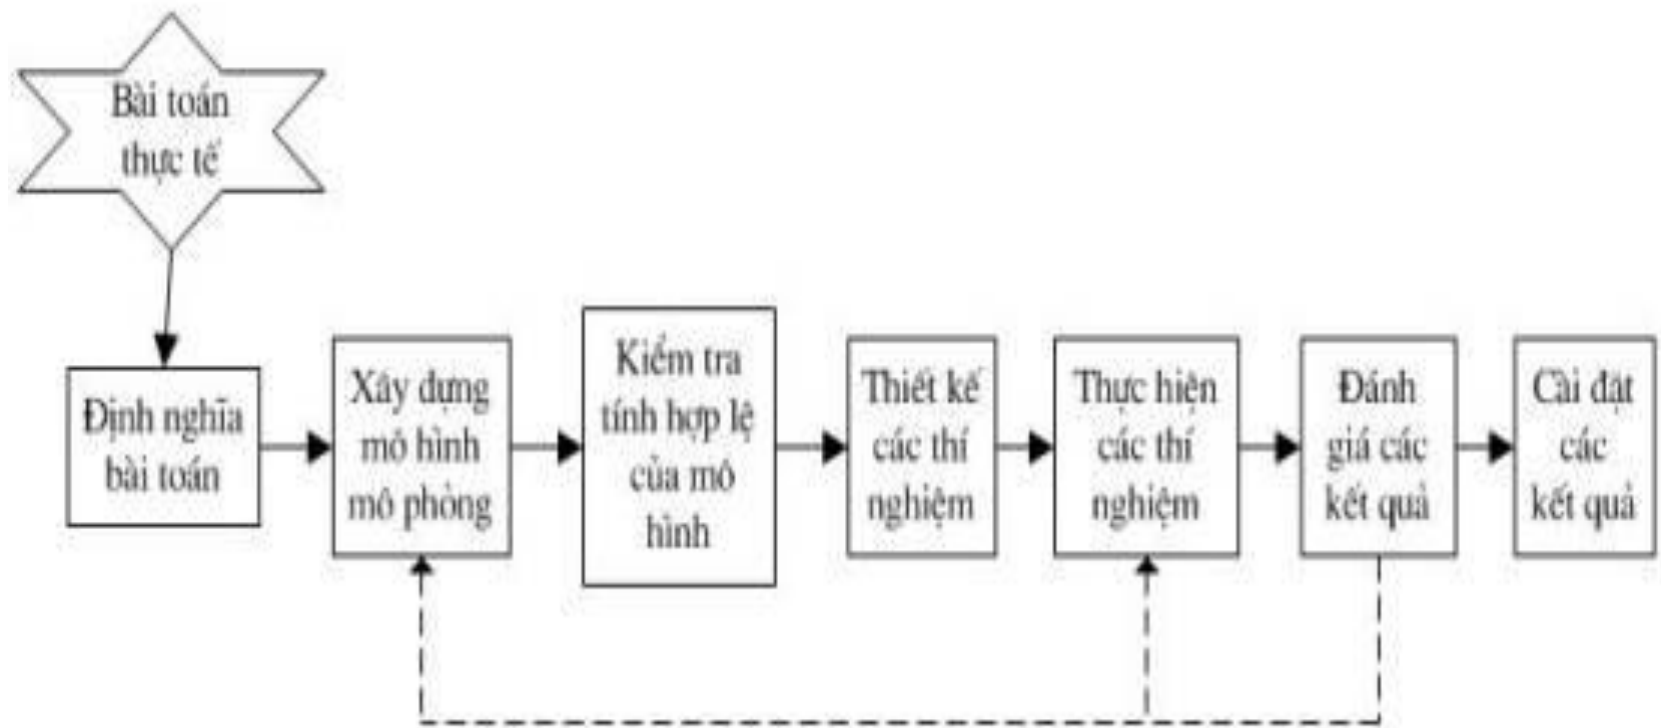 Bài toán
thực tế
Định nghĩa
bài toán
Xây dựng
mô hình
mô phỏng
Kiểm tra
tính hợp lệ
của mô
hình
Thiết kế
các thí
nghiệm
Thực hiện
các thí
nghiệm
Đánh
giá các
kết quả
Cài đặt
các
kết quả